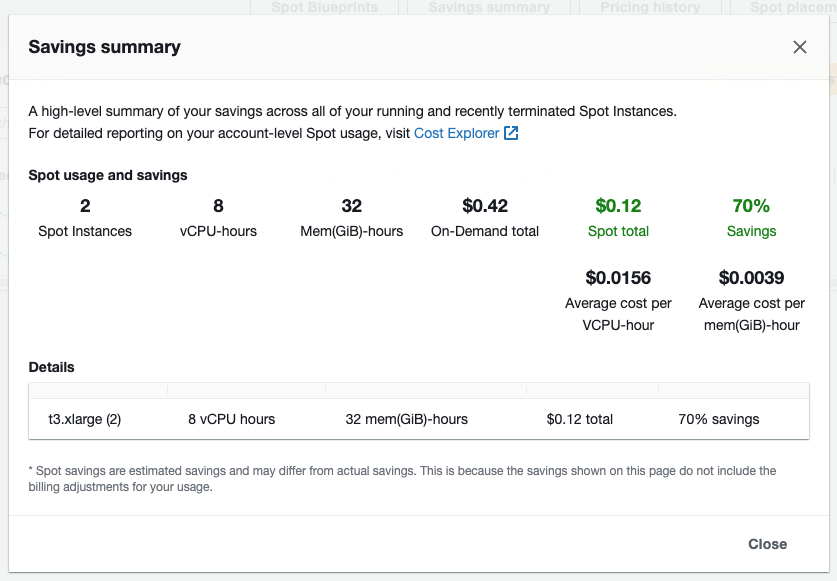 Spot Blueprints
Savings summary
Pricing history
Spot placem
Savings summary
A high-level summary of your savings across all of your running and recently terminated Spot Instances.
For detailed reporting on your account-level Spot usage, visit Cost Explorer
Spot usage and savings
2
8
32
$0.42
$0.12
70%
Spot Instances
vCPU-hours
Mem(GiB)-hours
On-Demand total
Spot total
Savings
$0.0156
$0.0039
Average cost per
VCPU-hour
Average cost per
mem(GiB)-hour
Details
t3.xlarge (2)
8 vCPU hours
32 mem(GiB)-hours
$0.12 total
70% savings
* Spot savings are estimated savings and may differ from actual savings. This is because the savings shown on this page do not include the
billing adjustments for your usage.
Close